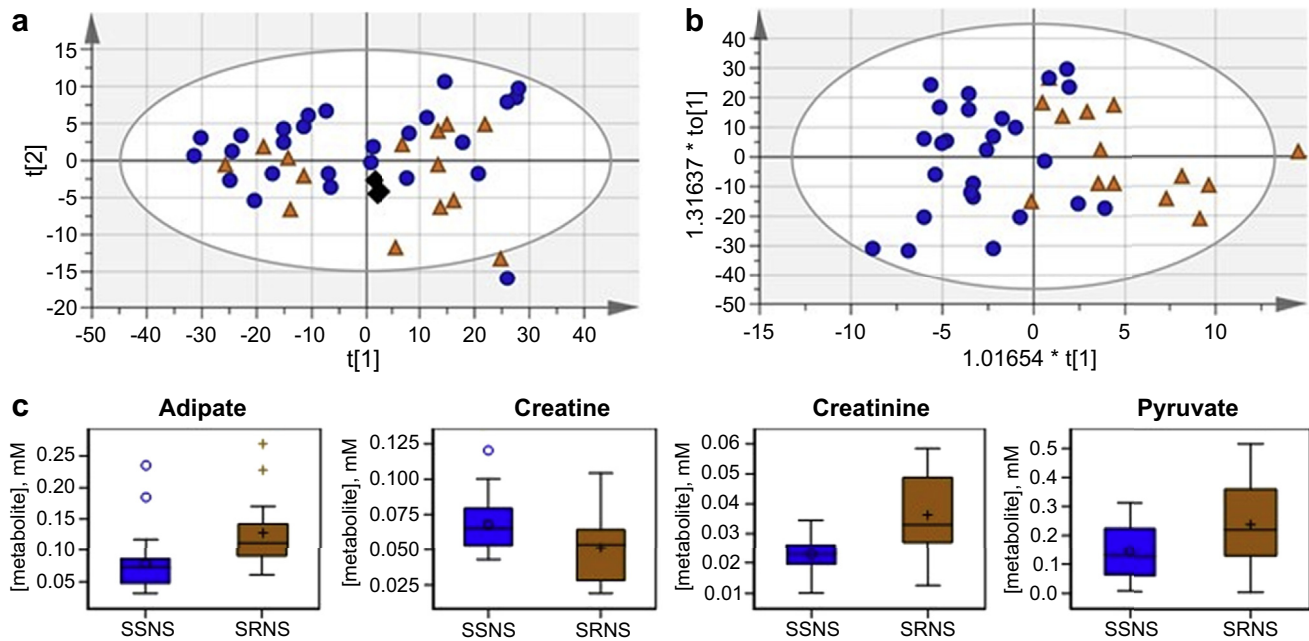 a
15
10
5
0
-5
-10
-15
-20
t[2]
-50 -40 -30 -20 -10 0 10 20 30 40
t[1]
b
40
30
20
10
0
-10
-20
-30
-40
-50
1.31637 * to[1]
-15 -10 -5 0 5 10
1.01654 * t[1]
c
Adipate
[metabolite], mM
0.25
0.20
0.15
0.10
0.05
SSNS SRNS
Creatine
[metabolite], mM
0.125
0.100
0.075
0.050
0.025
SSNS SRNS
Creatinine
[metabolite], mM
0.06
0.05
0.04
0.03
0.02
0.01
SSNS SRNS
Pyruvate
[metabolite], mM
0.5
0.4
0.3
0.2
0.1
0.0
SSNS SRNS